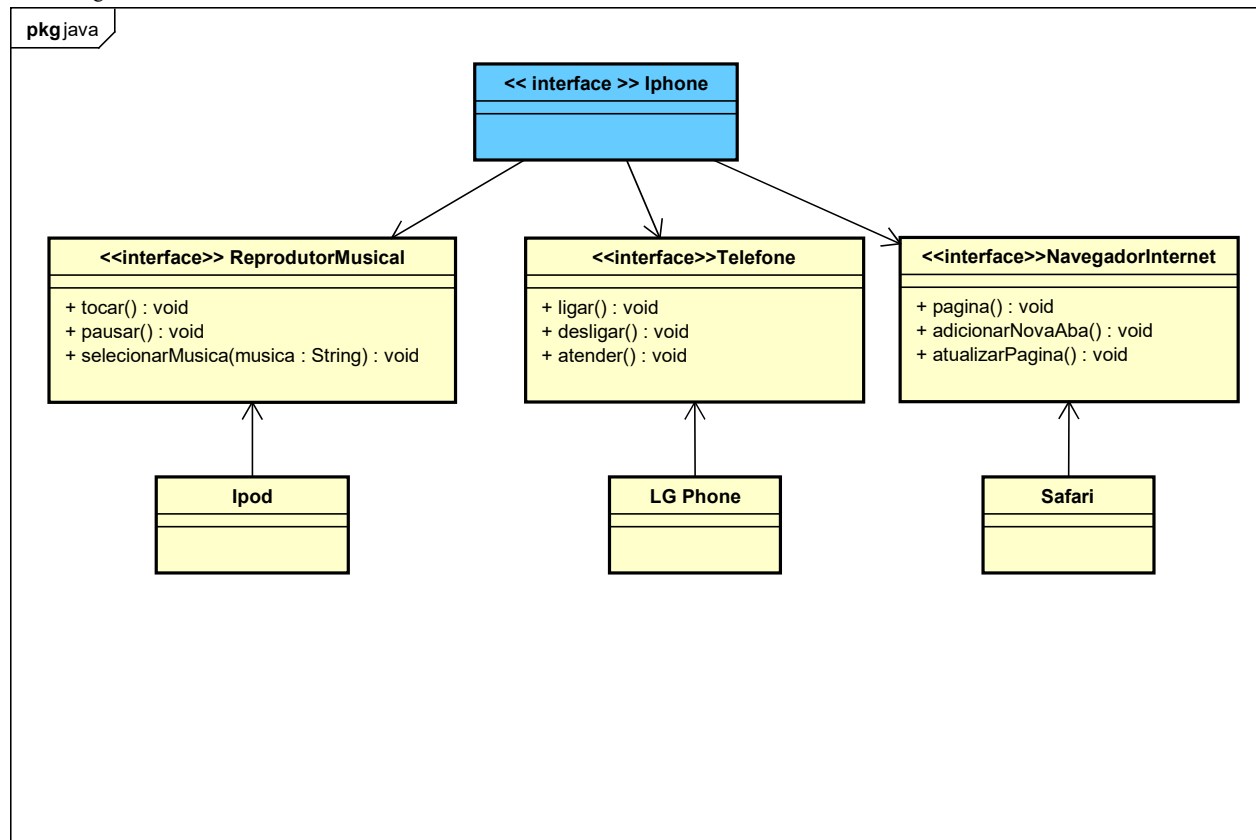 pkg java
<< interface >> Iphone
<<interface>> ReprodutorMusical
+ tocar() : void
+ pausar() : void
+ selecionarMusica(musica : String) : void
<<interface>>Telefone
+ ligar() : void
+ desligar() : void
+ atender() : void
<<interface>>NavegadorInternet
+ pagina() : void
+ adicionarNovaAba() : void
+ atualizarPagina() : void
Ipod
LG Phone
Safari